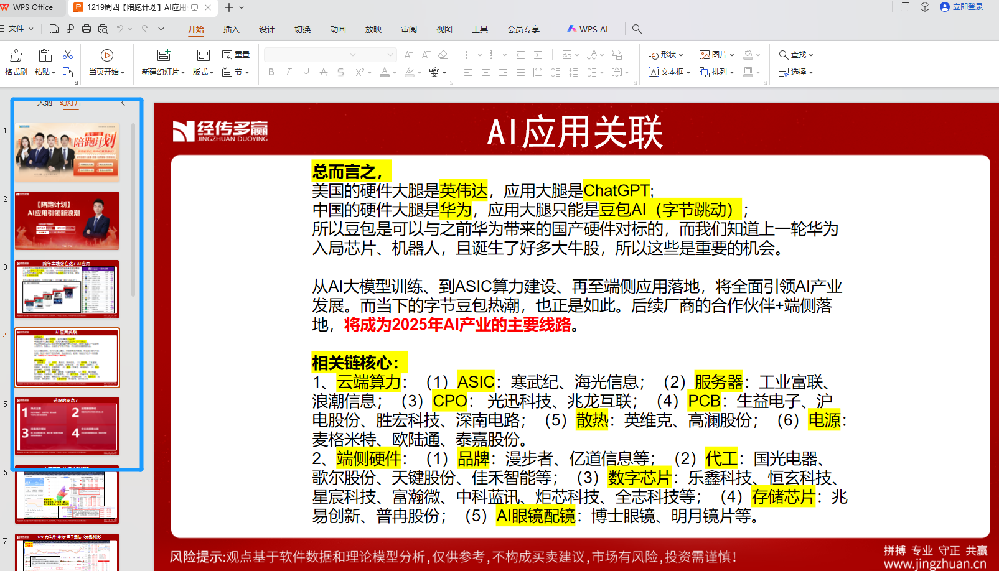 WPS Office
1219周四【陪跑计划】AI应用
立即登录
文件
开始 插入 设计 切换 动画 放映 审阅 视图 工具 会员专享 WPS AI
格式刷 粘贴 当页开始 新建幻灯片 版式 重置 节
形状 图片 查找
文本框 排列 选择
大纲 幻灯片
1
陪跑计划
2
【陪跑计划】
AI应用引领新浪潮
3
跨年主线会在这?AI应用
4
AI应用关联
5
选股的要点?
1 2
3 4
6
7
经传多赢
JINGZHUAN DUOYING
AI应用关联
总而言之，
美国的硬件大腿是英伟达，应用大腿是ChatGPT;
中国的硬件大腿是华为，应用大腿只能是豆包AI（字节跳动）；
所以豆包是可以与之前华为带来的国产硬件对标的，而我们知道上一轮华为
入局芯片、机器人，且诞生了好多大牛股，所以这些是重要的机会。
从AI大模型训练、到ASIC算力建设、再至端侧应用落地，将全面引领AI产业
发展。而当下的字节豆包热潮，也正是如此。后续厂商的合作伙伴+端侧落
地，将成为2025年AI产业的主要线路。
相关链核心：
1、云端算力：（1）ASIC：寒武纪、海光信息；（2）服务器：工业富联、
浪潮信息；（3）CPO： 光迅科技、兆龙互联；（4）PCB：生益电子、沪
电股份、胜宏科技、深南电路；（5）散热：英维克、高澜股份；（6）电源：
麦格米特、欧陆通、泰嘉股份。
2、端侧硬件：（1）品牌：漫步者、亿道信息等；（2）代工：国光电器、
歌尔股份、天键股份、佳禾智能等；（3）数字芯片：乐鑫科技、恒玄科技、
星宸科技、富瀚微、中科蓝讯、炬芯科技、全志科技等；（4）存储芯片：兆
易创新、普冉股份；（5）AI眼镜配镜：博士眼镜、明月镜片等。
风险提示:观点基于软件数据和理论模型分析,仅供参考,不构成买卖建议,市场有风险,投资需谨慎！
拼搏 专业 守正 共赢
www.jingzhuan.cn